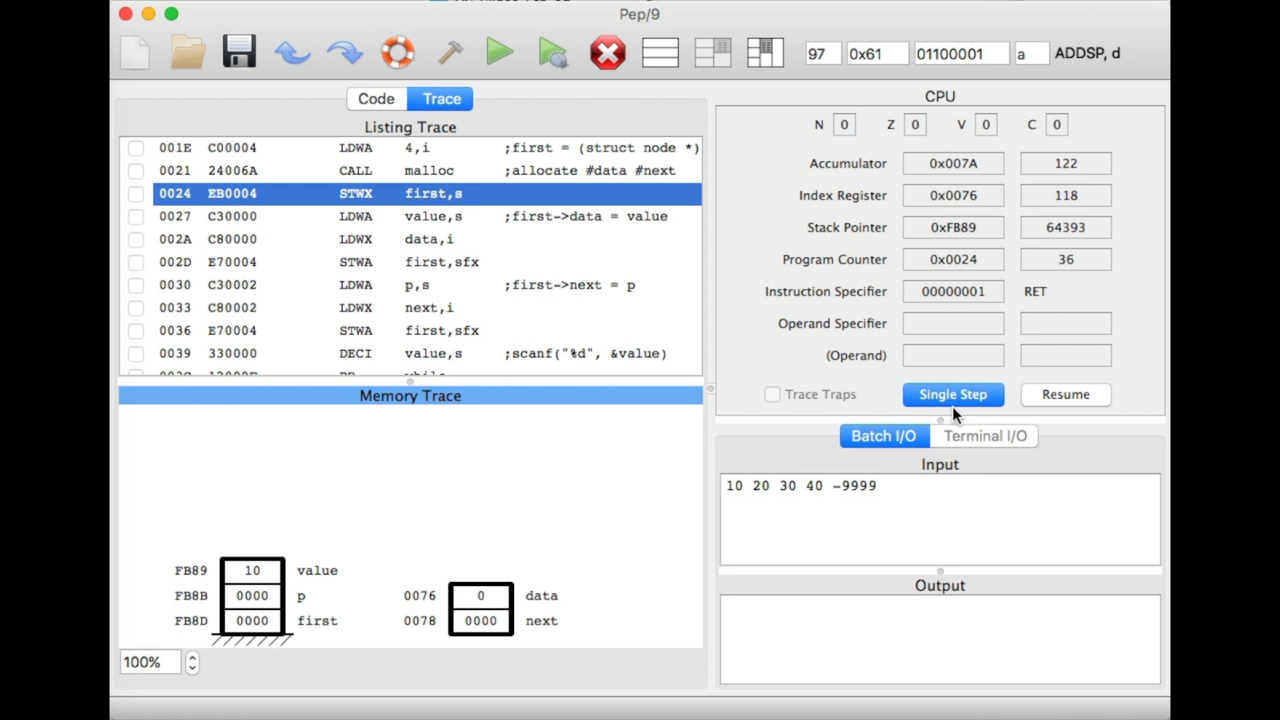 Pep/9
97 0x61 01100001 a ADDSP, d
Code Trace
Listing Trace
001E C00004 LDWA 4,i ;first = (struct node *)
0021 24006A CALL malloc ;allocate #data #next
0024 EB0004 STWX first,s
0027 C30000 LDWA value,s ;first->data = value
002A C80000 LDWX data,i
002D E70004 STWA first,sfx
0030 C30002 LDWA p,s ;first->next = p
0033 C80002 LDWX next,i
0036 E70004 STWA first,sfx
0039 330000 DECI value,s ;scanf("%d", &value)
Memory Trace
FB89 10 value
FB8B 0000 p 0076 0 data
FB8D 0000 first 0078 0000 next
100%
CPU
N 0 Z 0 V 0 C 0
Accumulator 0x007A 122
Index Register 0x0076 118
Stack Pointer 0xFB89 64393
Program Counter 0x0024 36
Instruction Specifier 00000001 RET
Operand Specifier
(Operand)
Trace Traps Single Step Resume
Batch I/O Terminal I/O
Input
10 20 30 40 -9999
Output